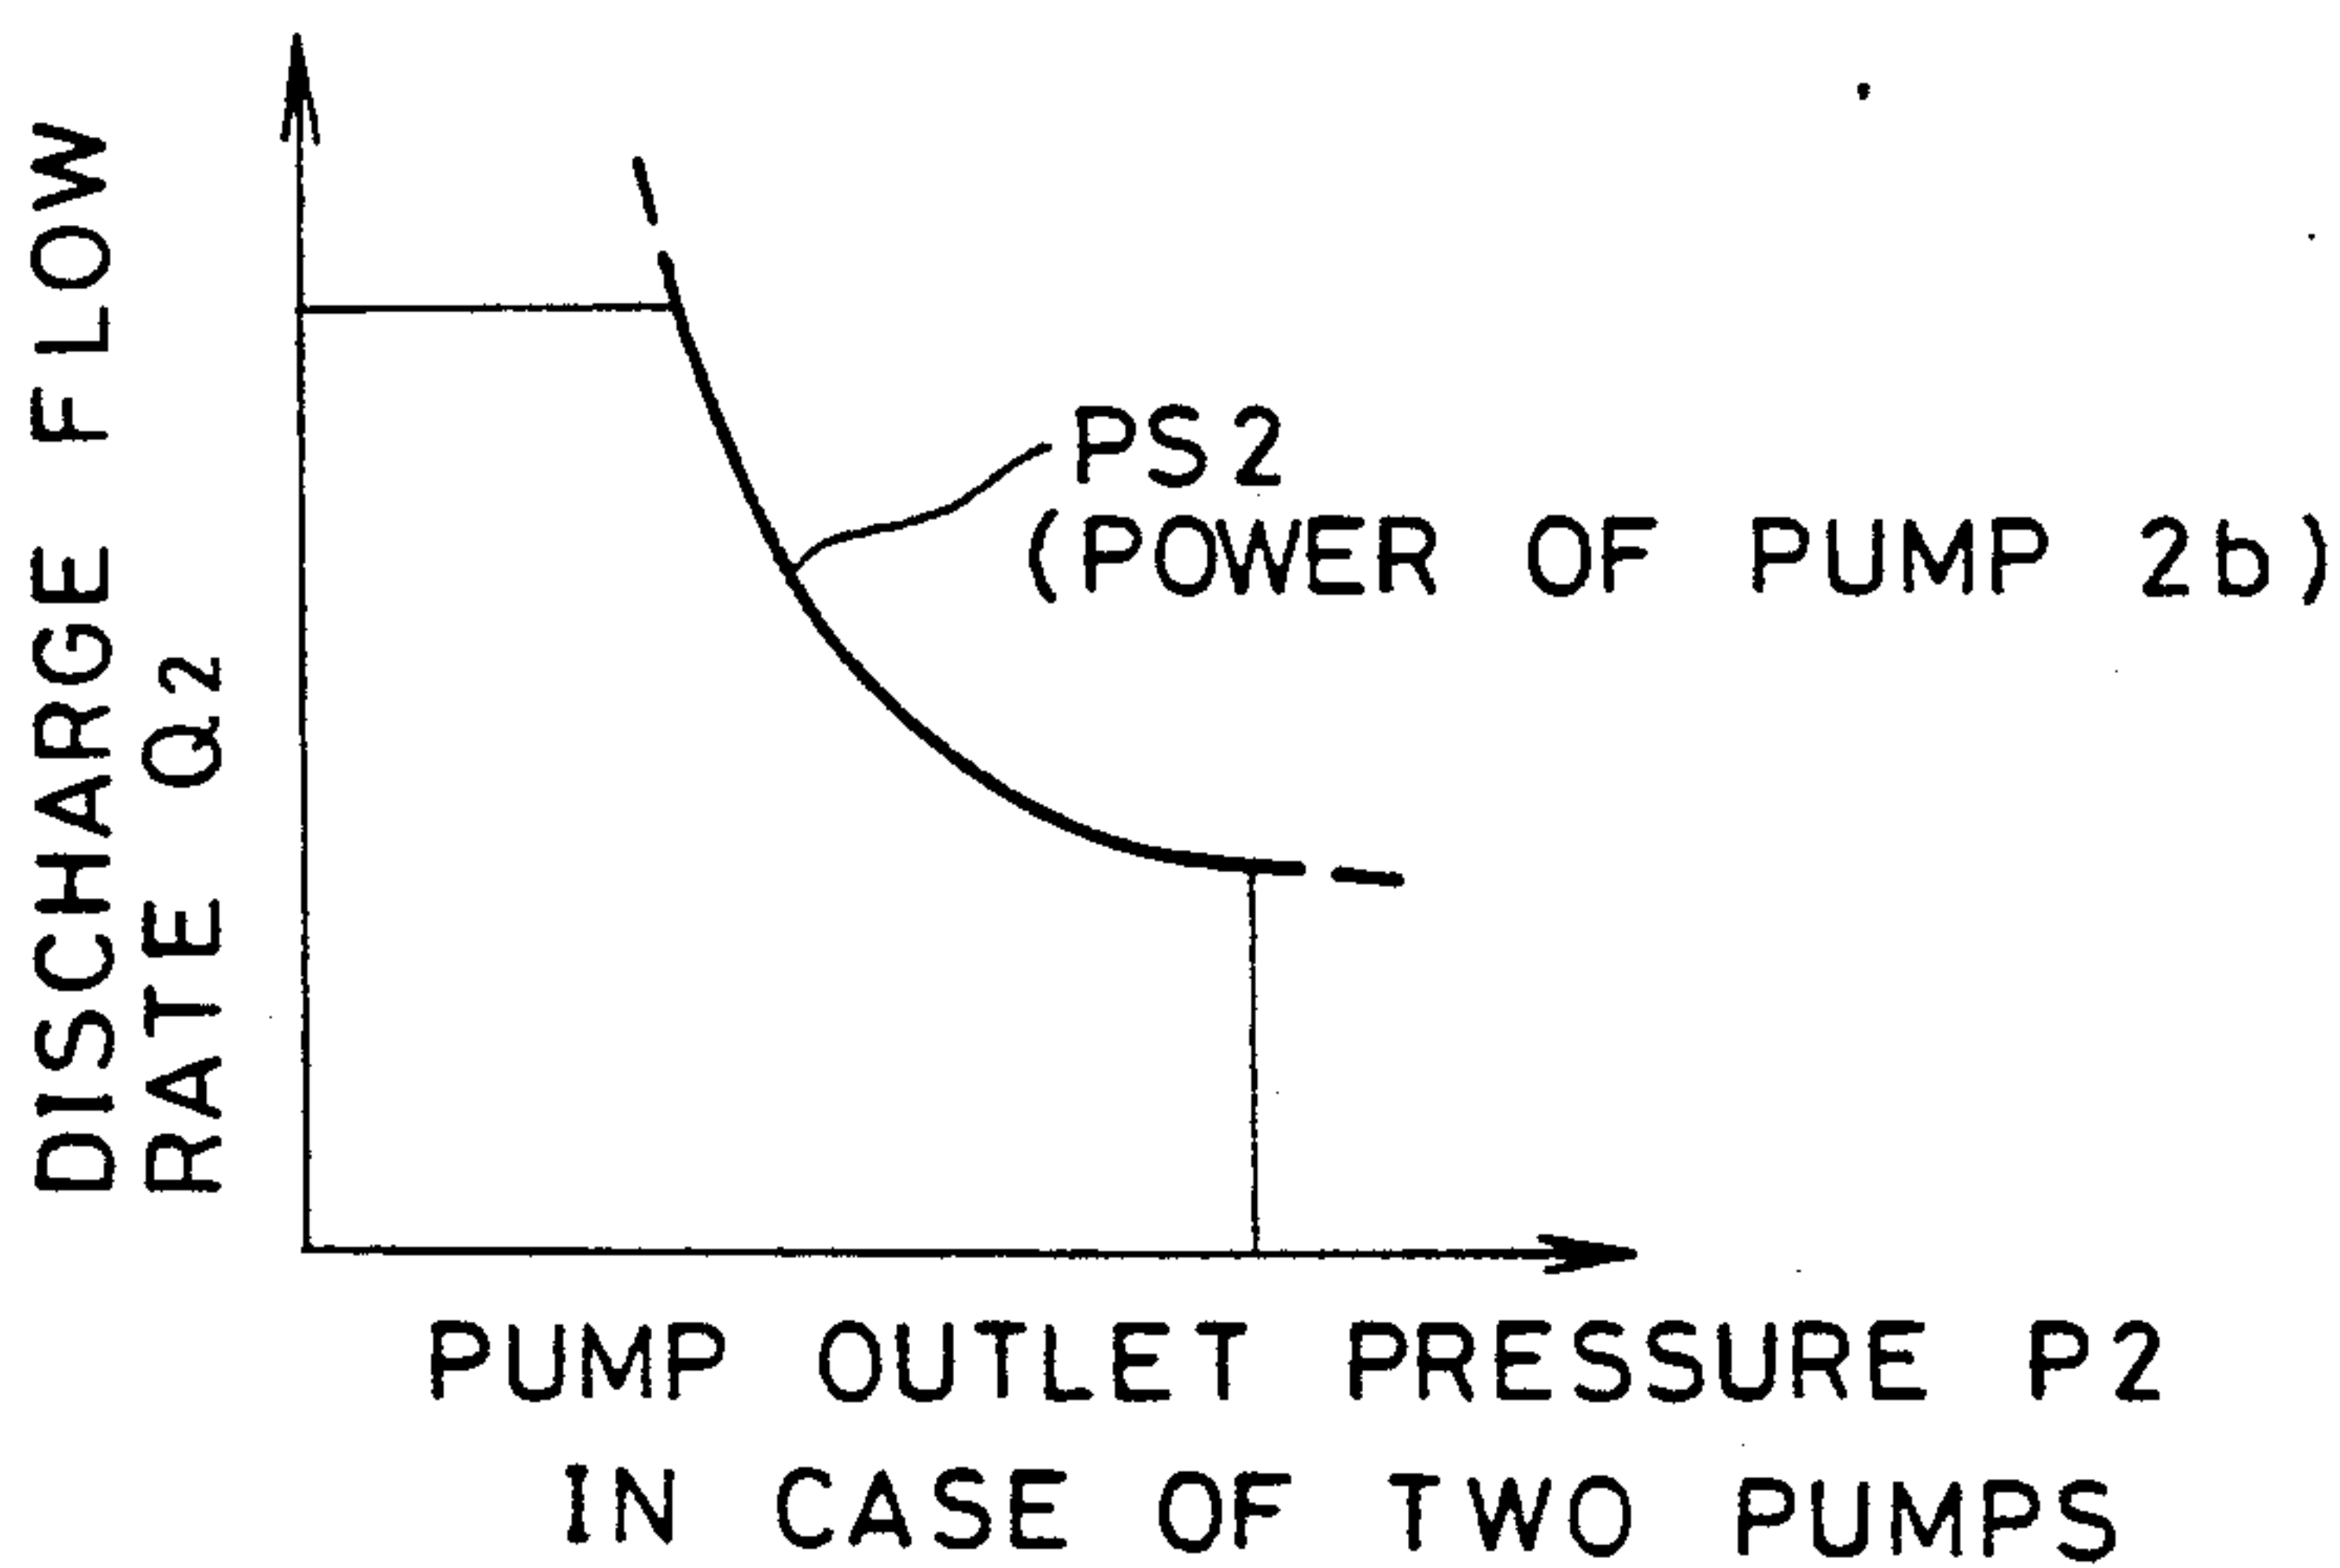 DISCHARGE FLOW
RATE Q2
PS2
(POWER OF PUMP 2b)
PUMP OUTLET PRESSURE P2
IN CASE OF TWO PUMPS